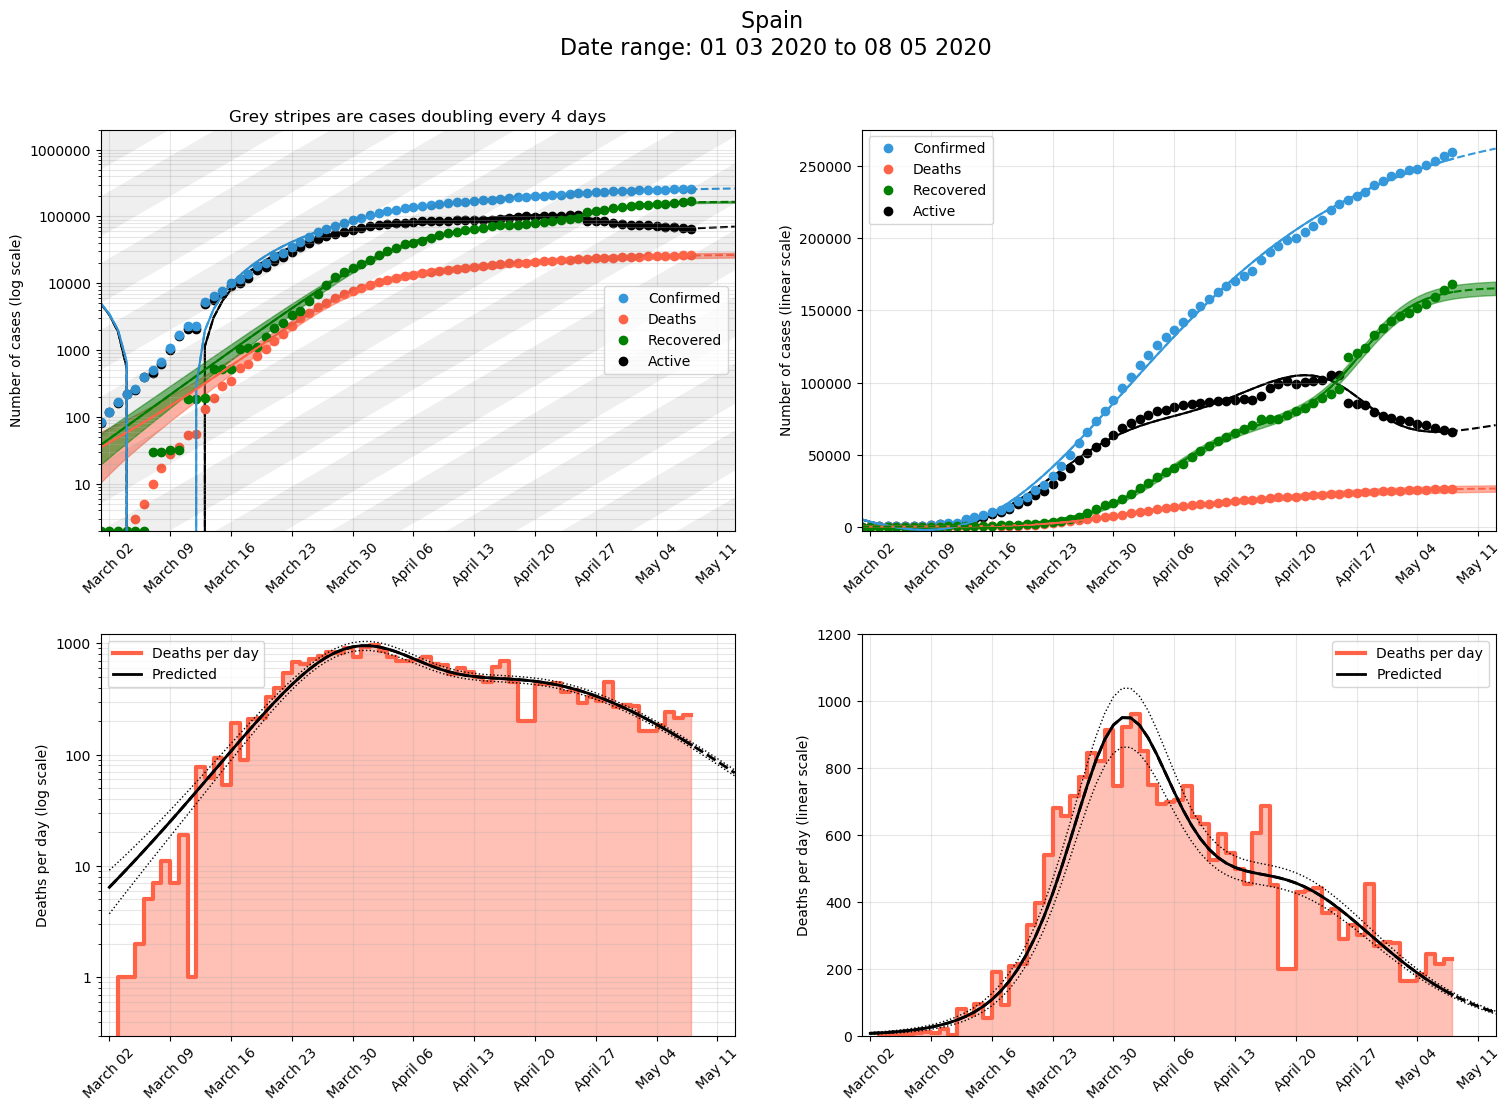 Spain
Date range: 01 03 2020 to 08 05 2020
Grey stripes are cases doubling every 4 days
Number of cases (log scale)
1000000
100000
10000
1000
100
10
Confirmed
Deaths
Recovered
Active
March 02
March 09
March 16
March 23
March 30
April 06
April 13
April 20
April 27
May 04
May 11
Number of cases (linear scale)
250000
200000
150000
100000
50000
0
Confirmed
Deaths
Recovered
Active
March 02
March 09
March 16
March 23
March 30
April 06
April 13
April 20
April 27
May 04
May 11
Deaths per day (log scale)
1000
100
10
1
Deaths per day
Predicted
March 02
March 09
March 16
March 23
March 30
April 06
April 13
April 20
April 27
May 04
May 11
Deaths per day (linear scale)
1200
1000
800
600
400
200
0
Deaths per day
Predicted
March 02
March 09
March 16
March 23
March 30
April 06
April 13
April 20
April 27
May 04
May 11